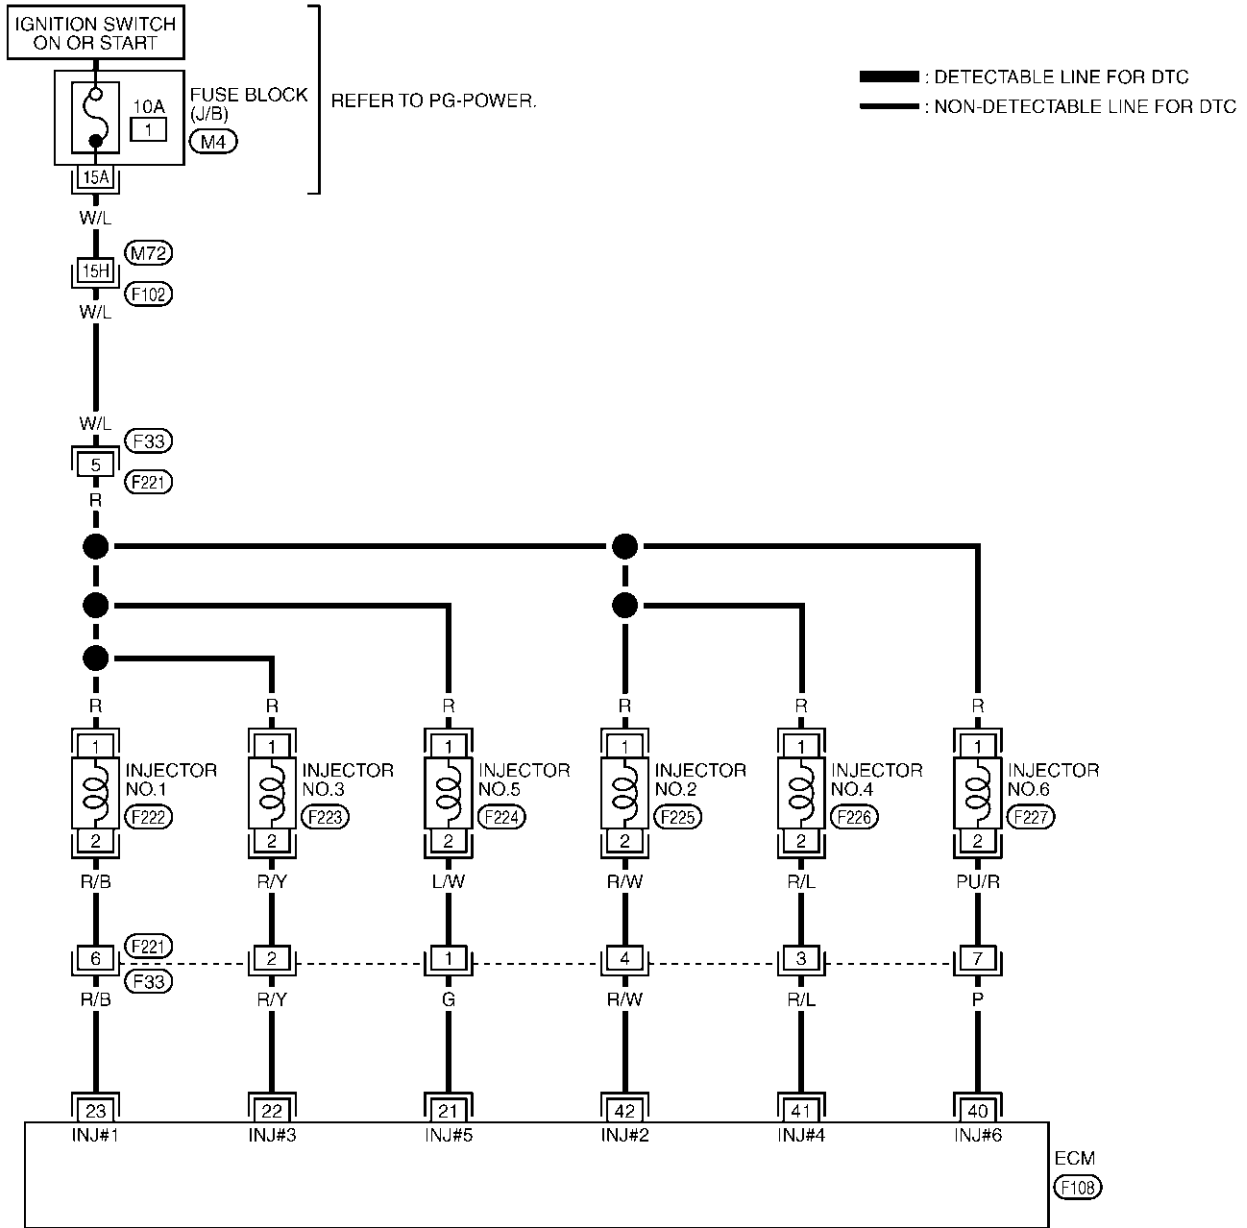 IGNITION SWITCH
ON OR START
FUSE BLOCK
(J/B)
10A
1
M4
REFER TO PG-POWER.
: DETECTABLE LINE FOR DTC
: NON-DETECTABLE LINE FOR DTC
15A
W/L
M72
15H
F102
W/L
W/L
F33
5
F221
R
R R R R R R
1 1 1 1 1 1
INJECTOR
NO.1
F222
INJECTOR
NO.3
F223
INJECTOR
NO.5
F224
INJECTOR
NO.2
F225
INJECTOR
NO.4
F226
INJECTOR
NO.6
F227
2 2 2 2 2 2
R/B R/Y L/W R/W R/L PU/R
F221
6 2 1 4 3 7
F33
R/B R/Y G R/W R/L P
23 22 21 42 41 40
INJ#1 INJ#3 INJ#5 INJ#2 INJ#4 INJ#6
ECM
F108